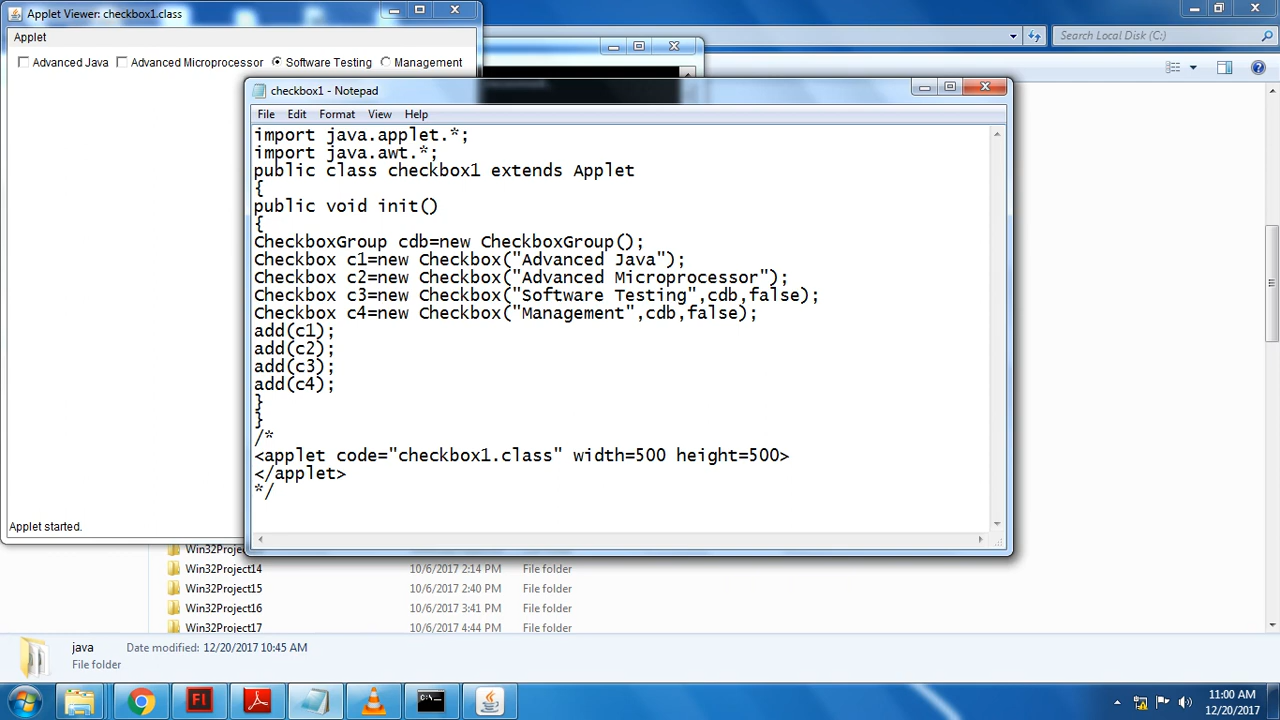 Applet Viewer: checkbox1.class
Applet
Advanced Java Advanced Microprocessor Software Testing Management
Search Local Disk (C:)
checkbox1 - Notepad
File Edit Format View Help
import java.applet.*;
import java.awt.*;
public class checkbox1 extends Applet
{
public void init()
{
CheckboxGroup cdb=new CheckboxGroup();
Checkbox c1=new Checkbox("Advanced Java");
Checkbox c2=new Checkbox("Advanced Microprocessor");
Checkbox c3=new Checkbox("Software Testing",cdb,false);
Checkbox c4=new Checkbox("Management",cdb,false);
add(c1);
add(c2);
add(c3);
add(c4);
}
}
/*
<applet code="checkbox1.class" width=500 height=500>
</applet>
*/
Applet started.
Win32Project14 10/6/2017 2:14 PM File folder
Win32Project15 10/6/2017 2:40 PM File folder
Win32Project16 10/6/2017 3:41 PM File folder
Win32Project17 10/6/2017 4:44 PM File folder
java Date modified: 12/20/2017 10:45 AM
File folder
11:00 AM
12/20/2017